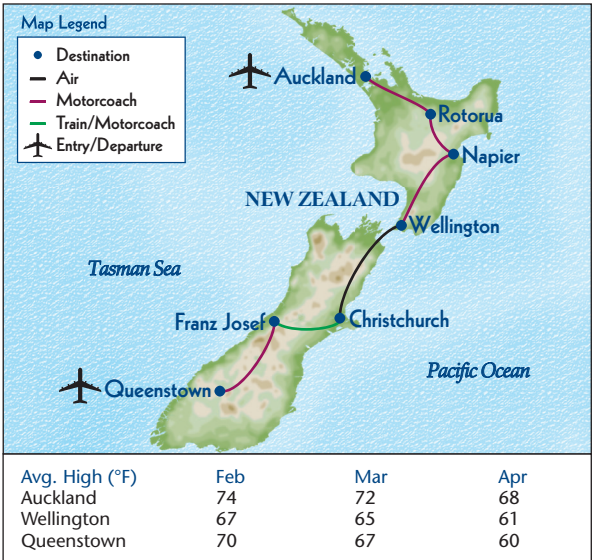 Map Legend
Destination
Air
Motorcoach
Train/Motorcoach
Entry/Departure
Auckland
Rotorua
Napier
NEW ZEALAND
Wellington
Tasman Sea
Franz Josef
Christchurch
Pacific Ocean
Queenstown
Avg. High (°F) Feb Mar Apr
Auckland 74 72 68
Wellington 67 65 61
Queenstown 70 67 60